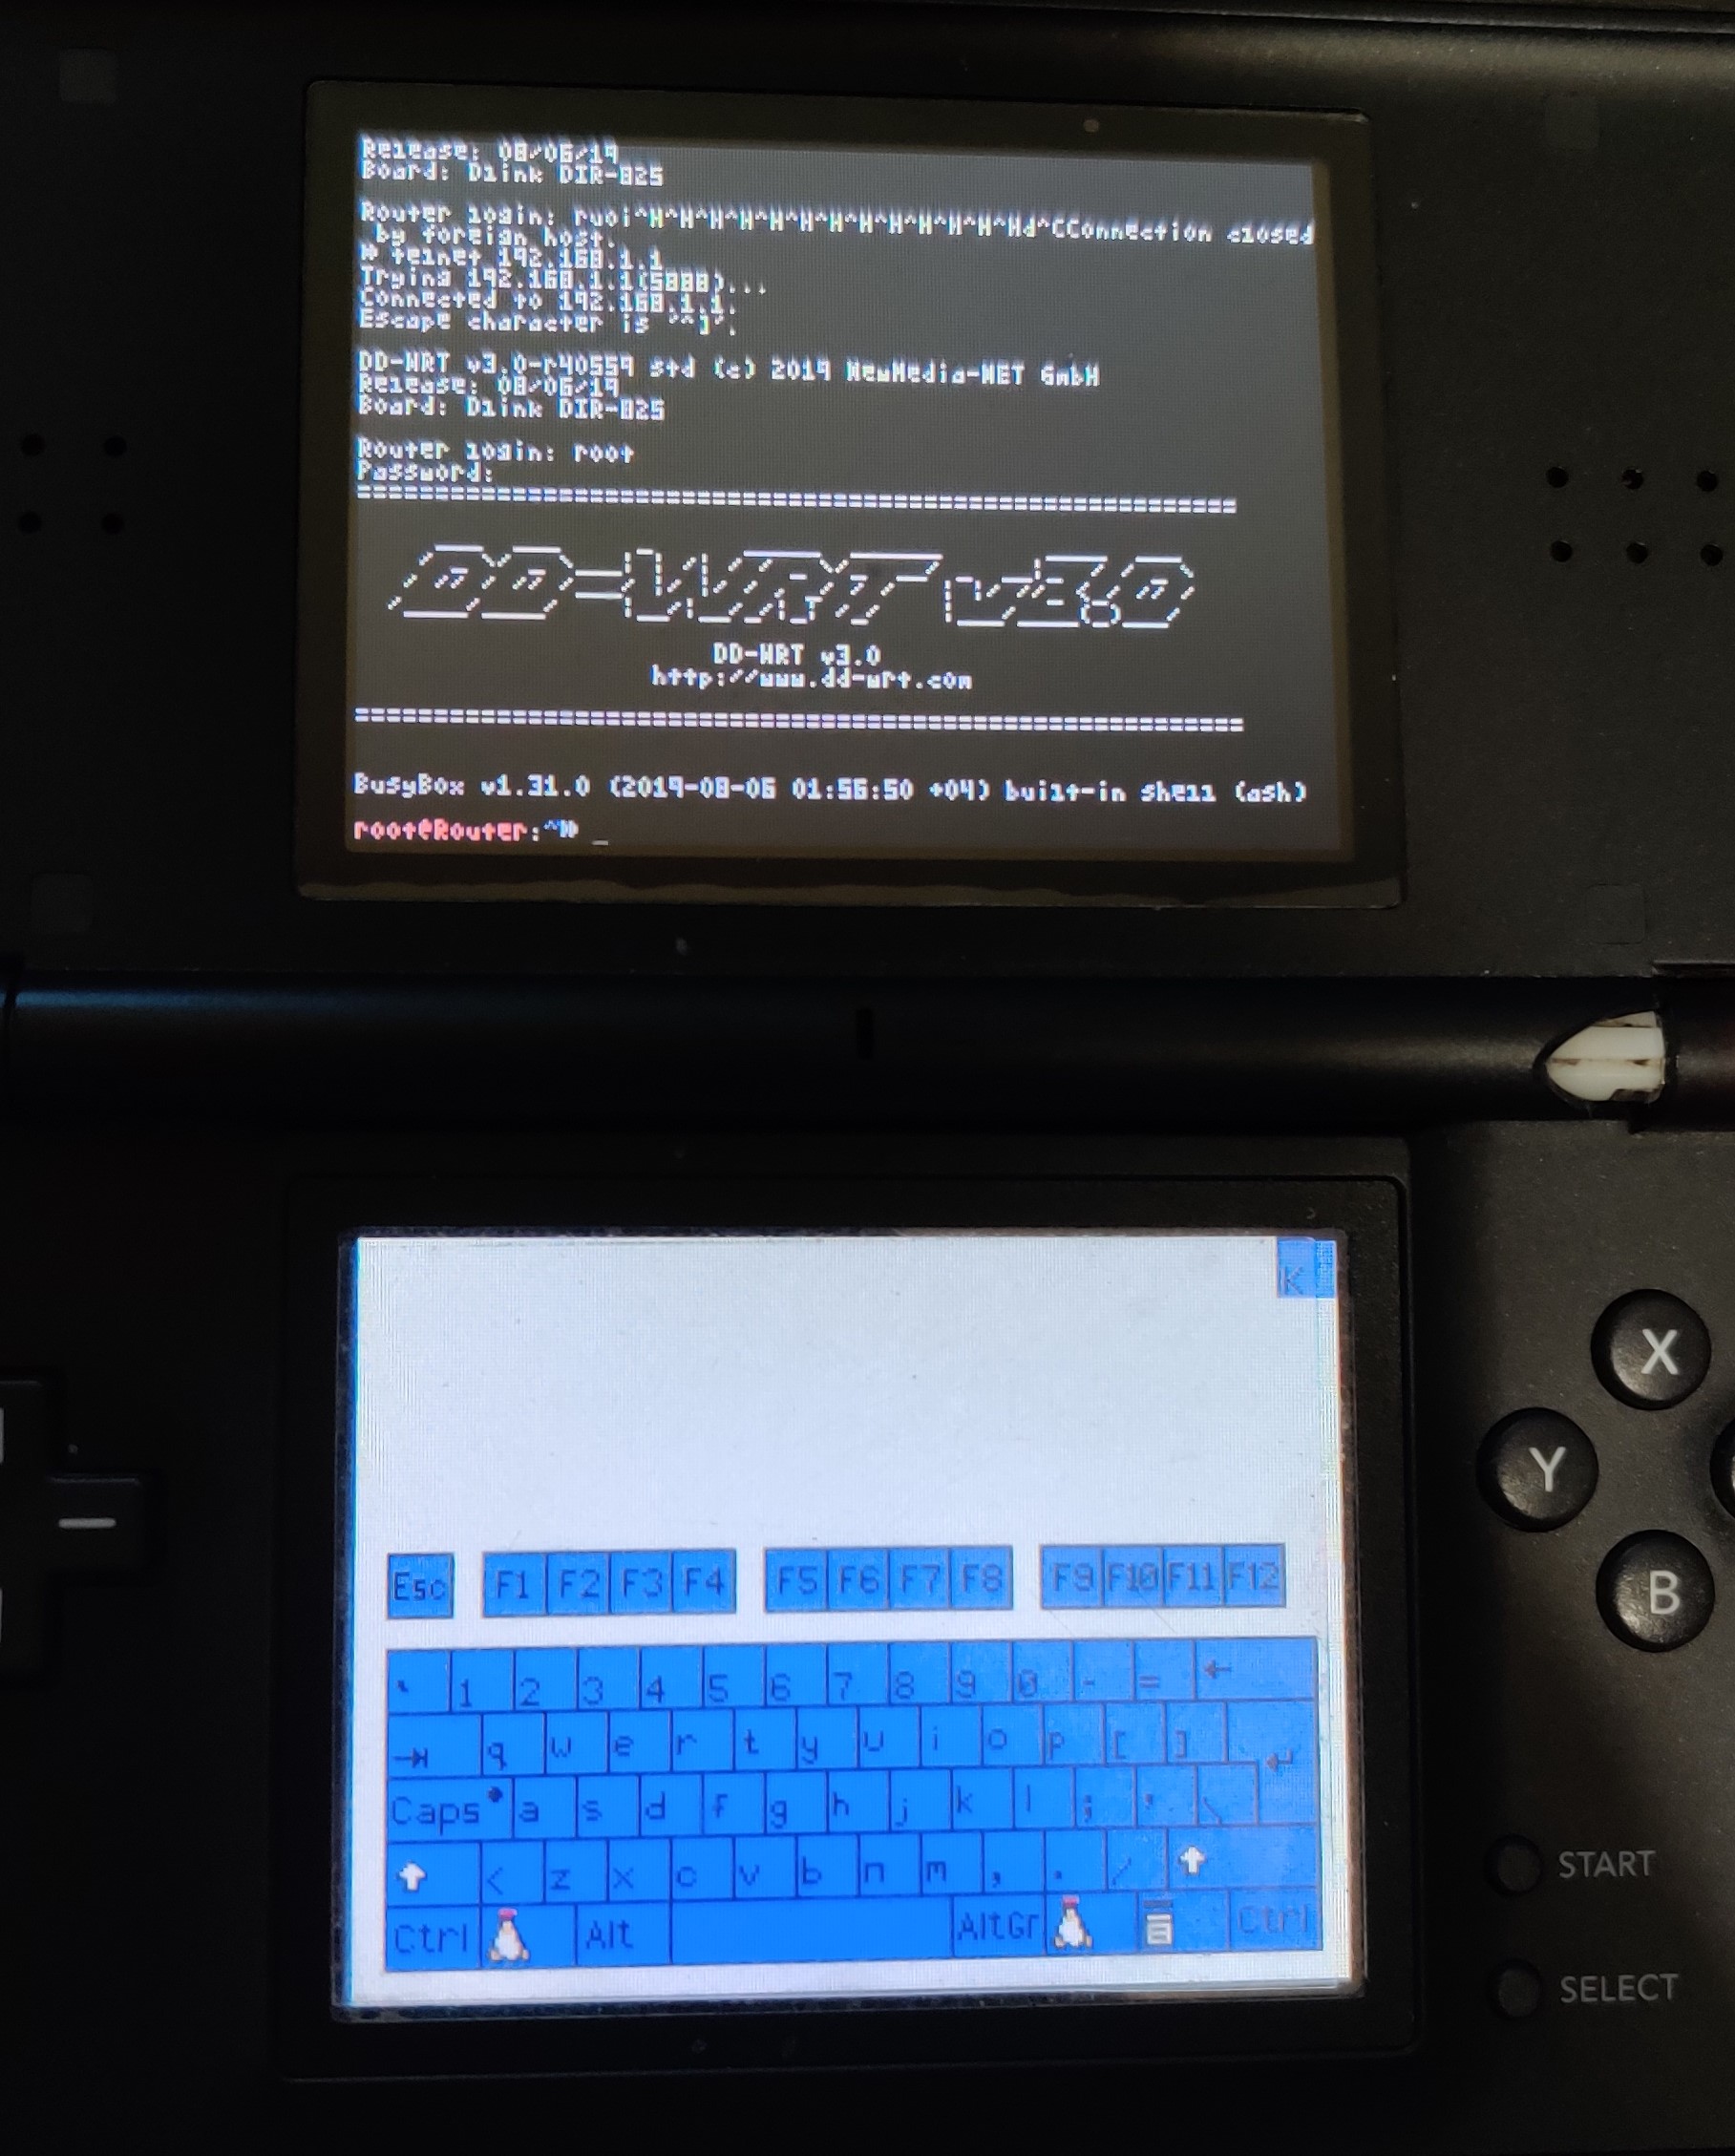 Release: 08/06/19
Board: Dlink DIR-825
Router login: ruoi^H^H^H^H^H^H^H^H^H^H^H^H^Hd^CConnection closed
by foreign host.
# telnet 192.168.1.1
Trying 192.168.1.1(5888)...
Connected to 192.168.1.1.
Escape character is '^]'.
DD-WRT v3.0-r40559 std (c) 2019 NewMedia-NET GmbH
Release: 08/06/19
Board: Dlink DIR-825
Router login: root
Password:
==========================================================
DD-WRT v3.0
DD-WRT v3.0
http://www.dd-wrt.com
==========================================================
BusyBox v1.31.0 (2019-08-06 01:56:50 +04) built-in shell (ash)
root@Router:~# _
K
X
Y
B
Esc F1 F2 F3 F4 F5 F6 F7 F8 F9 F10 F11 F12
` 1 2 3 4 5 6 7 8 9 0 - = ←
q w e r t y u i o p [ ] ↵
Caps a s d f g h j k l ; ' \
< z x c v b n m , . /
Ctrl Alt AltGr Ctrl
START
SELECT